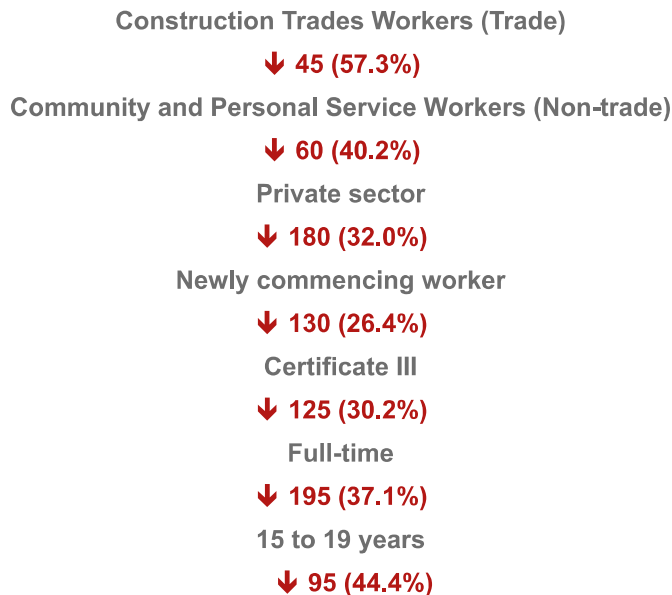 Construction Trades Workers (Trade)
↓ 45 (57.3%)
Community and Personal Service Workers (Non-trade)
↓ 60 (40.2%)
Private sector
↓ 180 (32.0%)
Newly commencing worker
↓ 130 (26.4%)
Certificate III
↓ 125 (30.2%)
Full-time
↓ 195 (37.1%)
15 to 19 years
↓ 95 (44.4%)